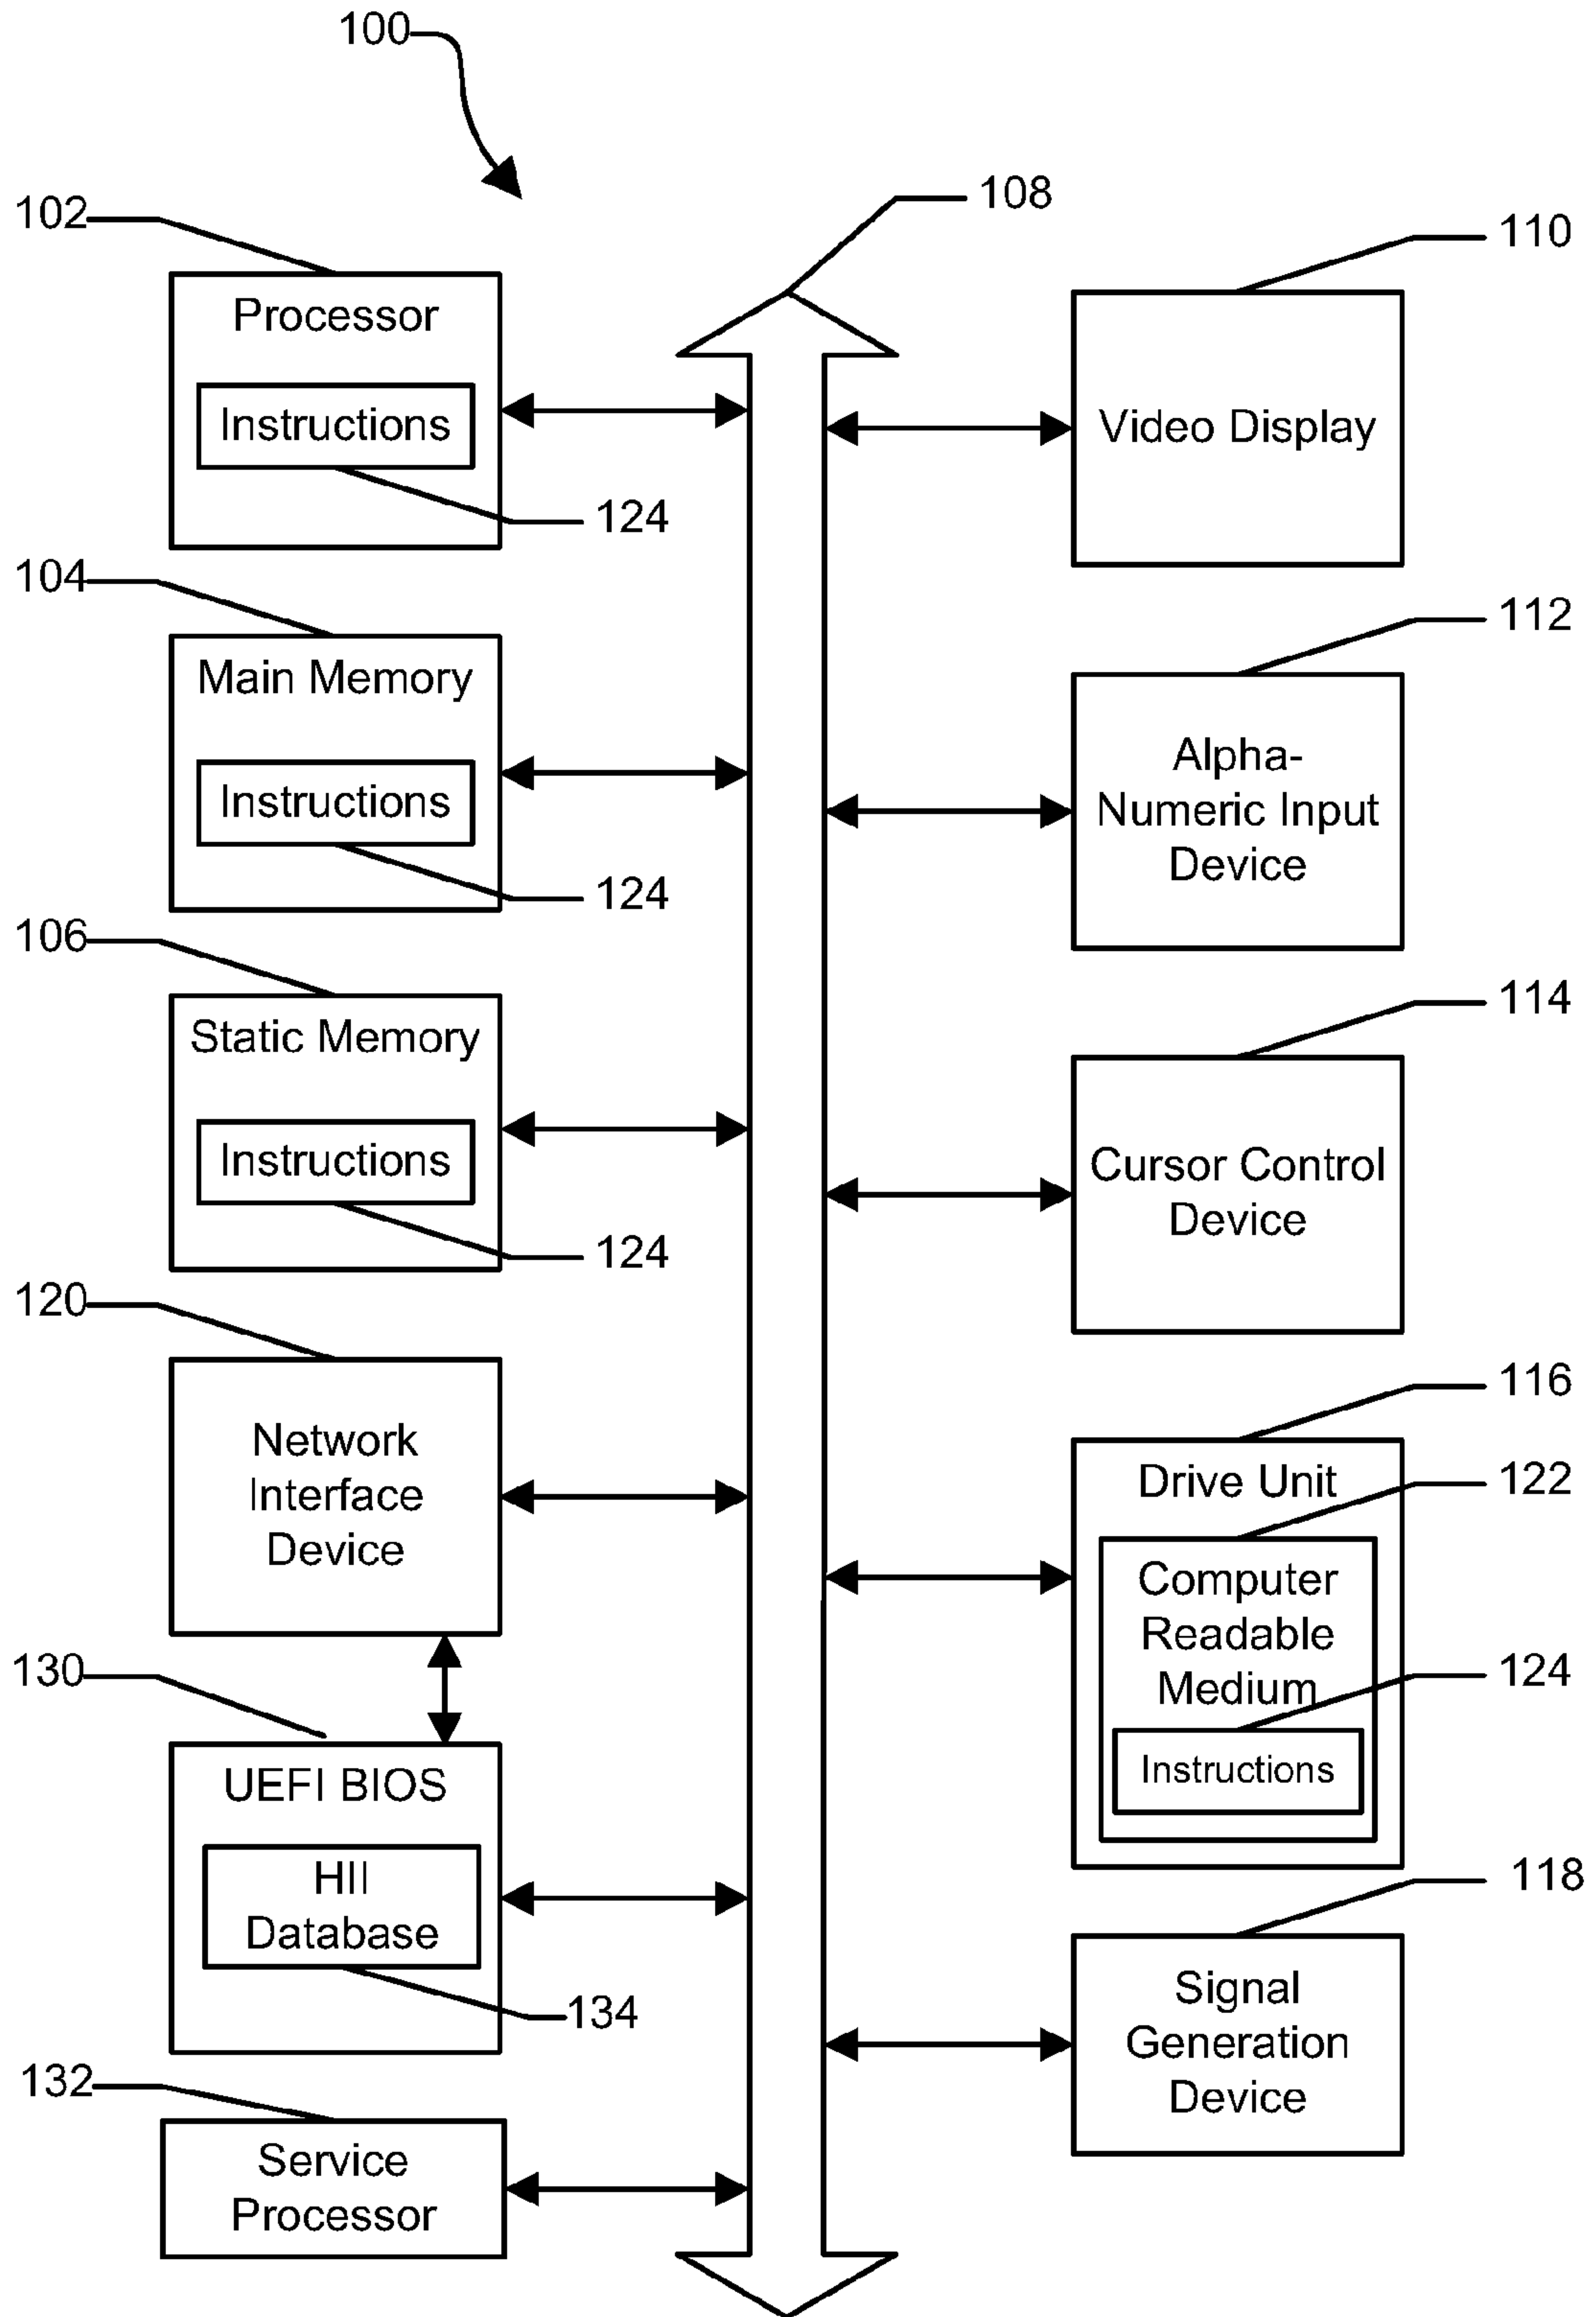 100
102
108
110
Processor
Instructions
124
Video Display
104
Main Memory
Instructions
124
112
Alpha-
Numeric Input
Device
106
Static Memory
Instructions
124
114
Cursor Control
Device
120
Network
Interface
Device
116
Drive Unit
122
Computer
Readable
Medium
124
Instructions
130
UEFI BIOS
HII
Database
134
118
Signal
Generation
Device
132
Service
Processor